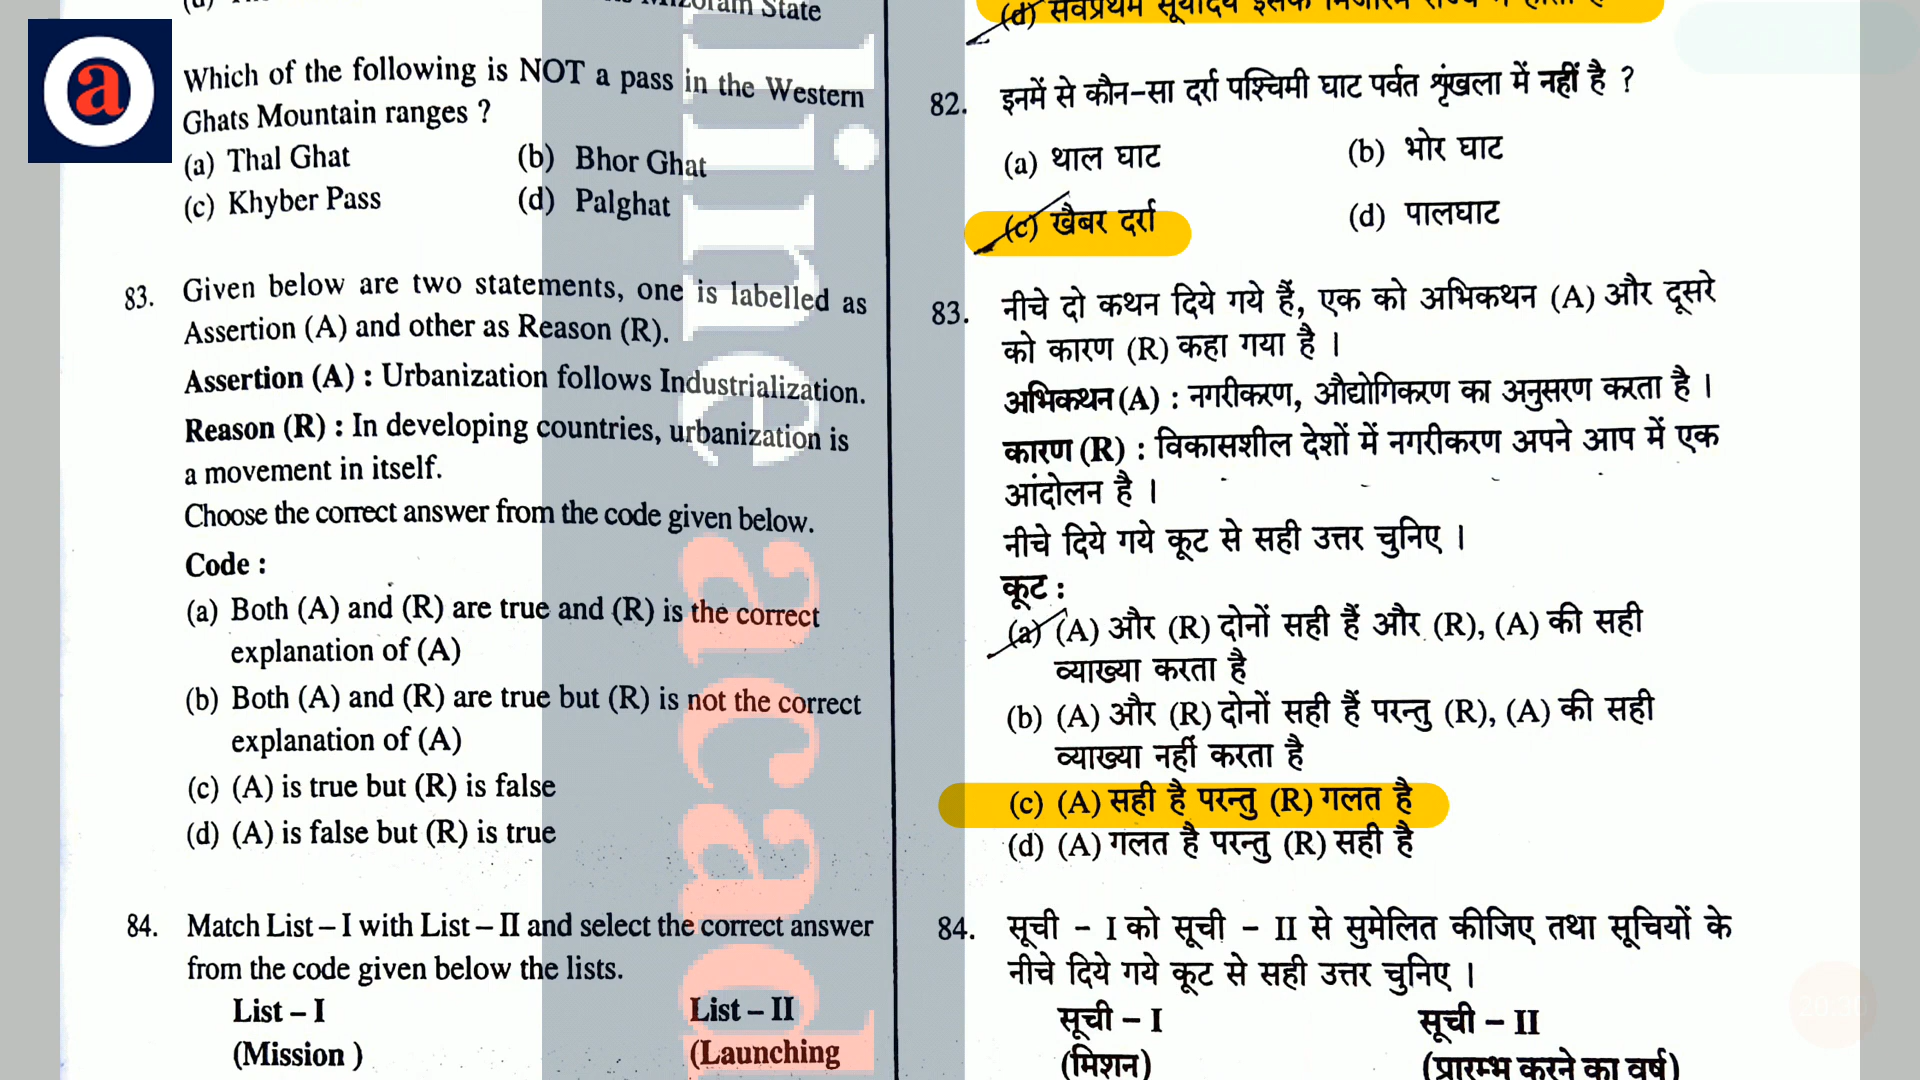 State
Which of the following is NOT a pass in the Western
Ghats Mountain ranges ?
(a) Thal Ghat (b) Bhor Ghat
(c) Khyber Pass (d) Palghat
83. Given below are two statements, one is labelled as
Assertion (A) and other as Reason (R).
Assertion (A) : Urbanization follows Industrialization.
Reason (R) : In developing countries, urbanization is
a movement in itself.
Choose the correct answer from the code given below.
Code :
(a) Both (A) and (R) are true and (R) is the correct
explanation of (A)
(b) Both (A) and (R) are true but (R) is not the correct
explanation of (A)
(c) (A) is true but (R) is false
(d) (A) is false but (R) is true
84. Match List – I with List – II and select the correct answer
from the code given below the lists.
List – I List – II
(Mission ) (Launching
82. इनमें से कौन-सा दर्रा पश्चिमी घाट पर्वत श्रृंखला में नहीं है ?
(a) थाल घाट (b) भोर घाट
(c) खैबर दर्रा (d) पालघाट
83. नीचे दो कथन दिये गये हैं, एक को अभिकथन (A) और दूसरे
को कारण (R) कहा गया है ।
अभिकथन (A) : नगरीकरण, औद्योगिकरण का अनुसरण करता है ।
कारण (R) : विकासशील देशों में नगरीकरण अपने आप में एक
आंदोलन है ।
नीचे दिये गये कूट से सही उत्तर चुनिए ।
कूट :
(a) (A) और (R) दोनों सही हैं और (R), (A) की सही
व्याख्या करता है
(b) (A) और (R) दोनों सही हैं परन्तु (R), (A) की सही
व्याख्या नहीं करता है
(c) (A) सही है परन्तु (R) गलत है
(d) (A) गलत है परन्तु (R) सही है
84. सूची – I को सूची – II से सुमेलित कीजिए तथा सूचियों के
नीचे दिये गये कूट से सही उत्तर चुनिए ।
सूची – I सूची – II
(मिशन) (प्रारम्भ करने का वर्ष)
a
line acad